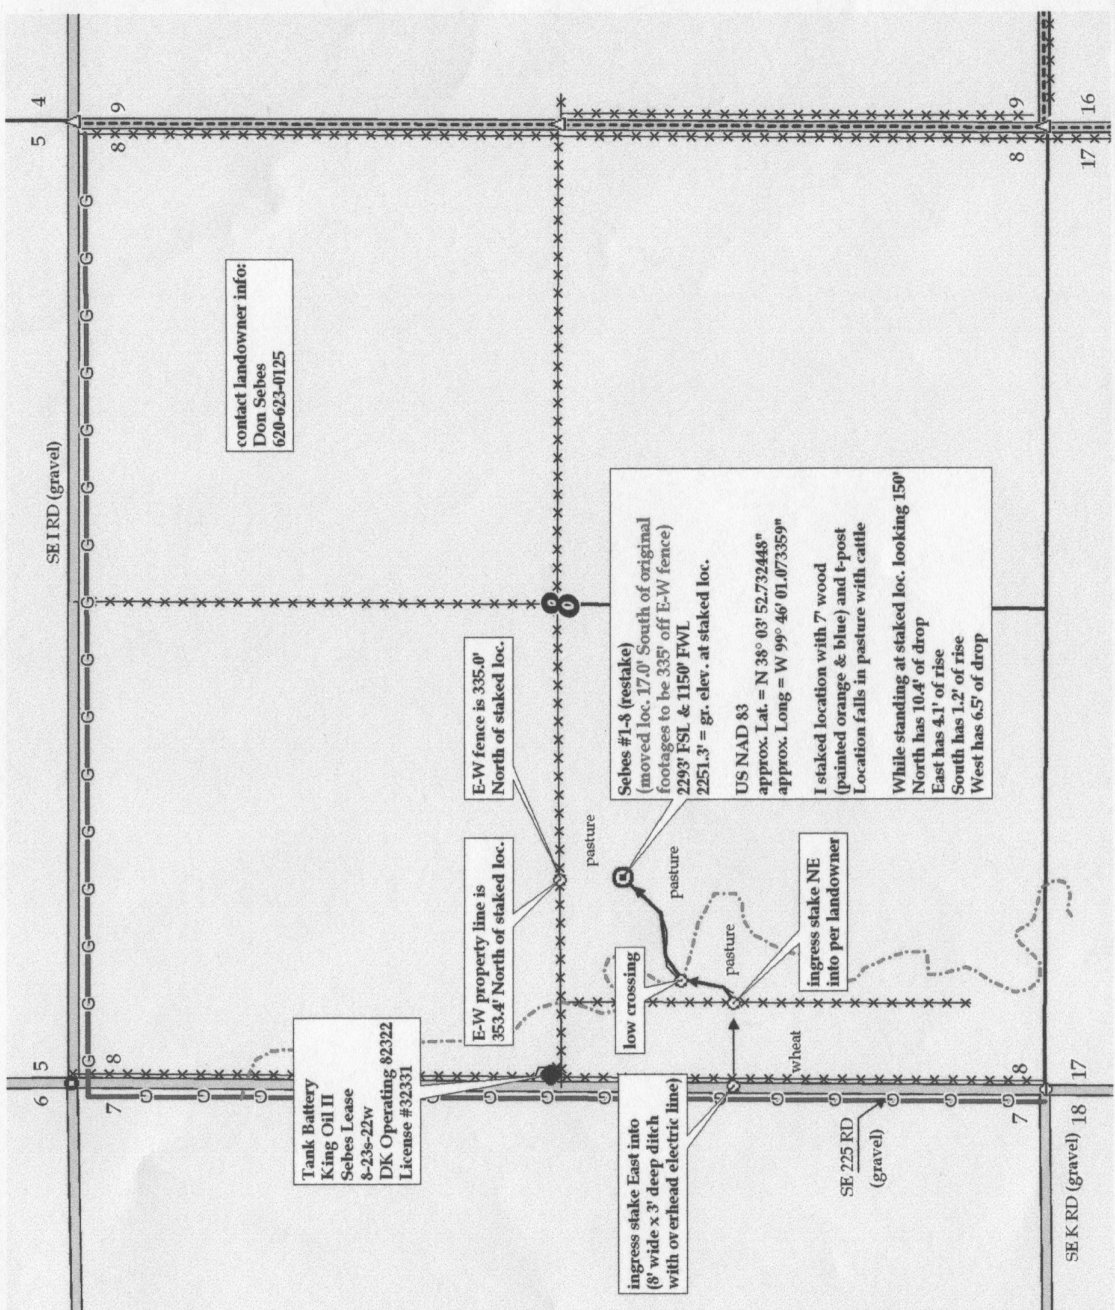 6 5
5 4
SE I RD (gravel)
G G G G G G G G G G G G G G G G
7 8
8 9
contact landowner info:
Don Sebes
620-623-0125
Tank Battery
King Oil II
Sebes Lease
8-23s-22w
DK Operating 82322
License #32331
E-W property line is
353.4' North of staked loc.
E-W fence is 335.0'
North of staked loc.
8
pasture
low crossing
pasture
pasture
Sebes #1-8 (restake)
(moved loc. 17.0' South of original
footages to be 335' off E-W fence)
2293' FSL & 1150' FWL
2251.3' = gr. elev. at staked loc.
US NAD 83
approx. Lat. = N 38° 03' 52.732448"
approx. Long = W 99° 46' 01.073359"
I staked location with 7' wood
(painted orange & blue) and t-post
Location falls in pasture with cattle
While standing at staked loc. looking 150'
North has 10.4' of drop
East has 4.1' of rise
South has 1.2' of rise
West has 6.5' of drop
ingress stake East into
(8' wide x 3' deep ditch
with overhead electric line)
wheat
ingress stake NE
into per landowner
SE 225 RD
(gravel)
7 8
8 9
18 17
17 16
SE K RD (gravel)